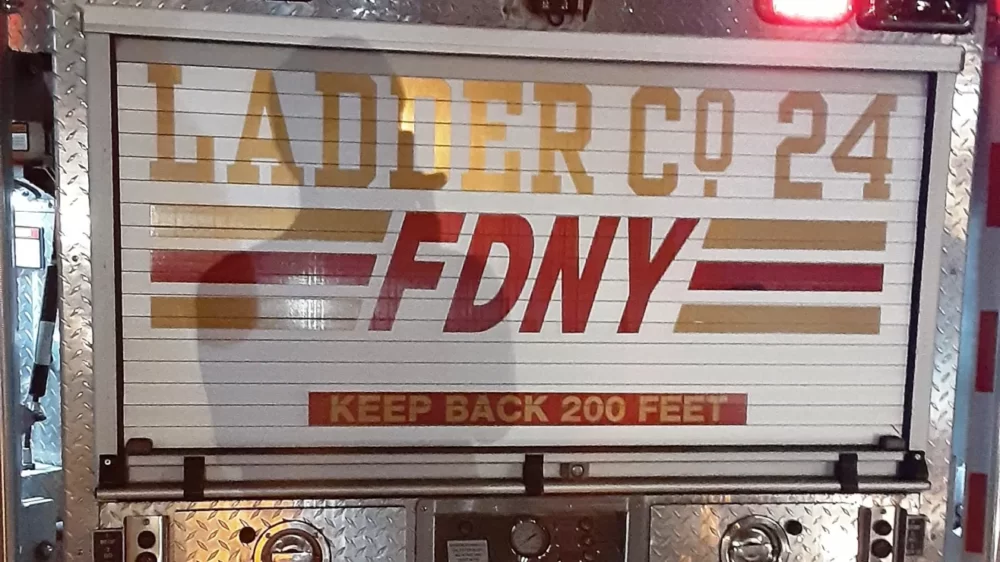 LADDER Cº 24
FDNY
KEEP BACK 200 FEET